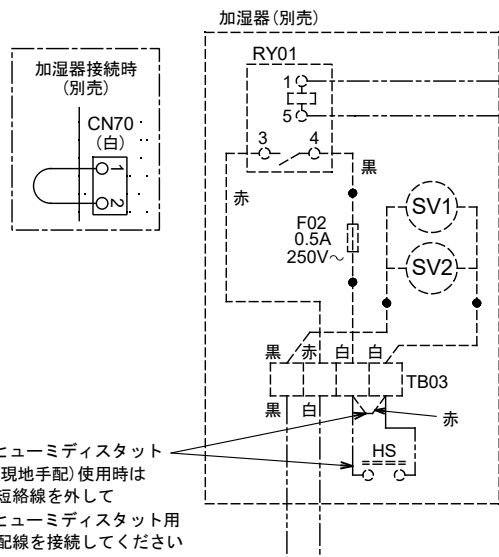 加湿器(別売)
加湿器接続時
(別売)
CN70
(白)
1
2
RY01
1
5
3 4
黒
赤
F02
0.5A
250V～
SV1
SV2
黒 赤 白 白
TB03
黒 白
赤
HS
ヒューミディスタット
(現地手配)使用時は
短絡線を外して
ヒューミディスタット用
配線を接続してください